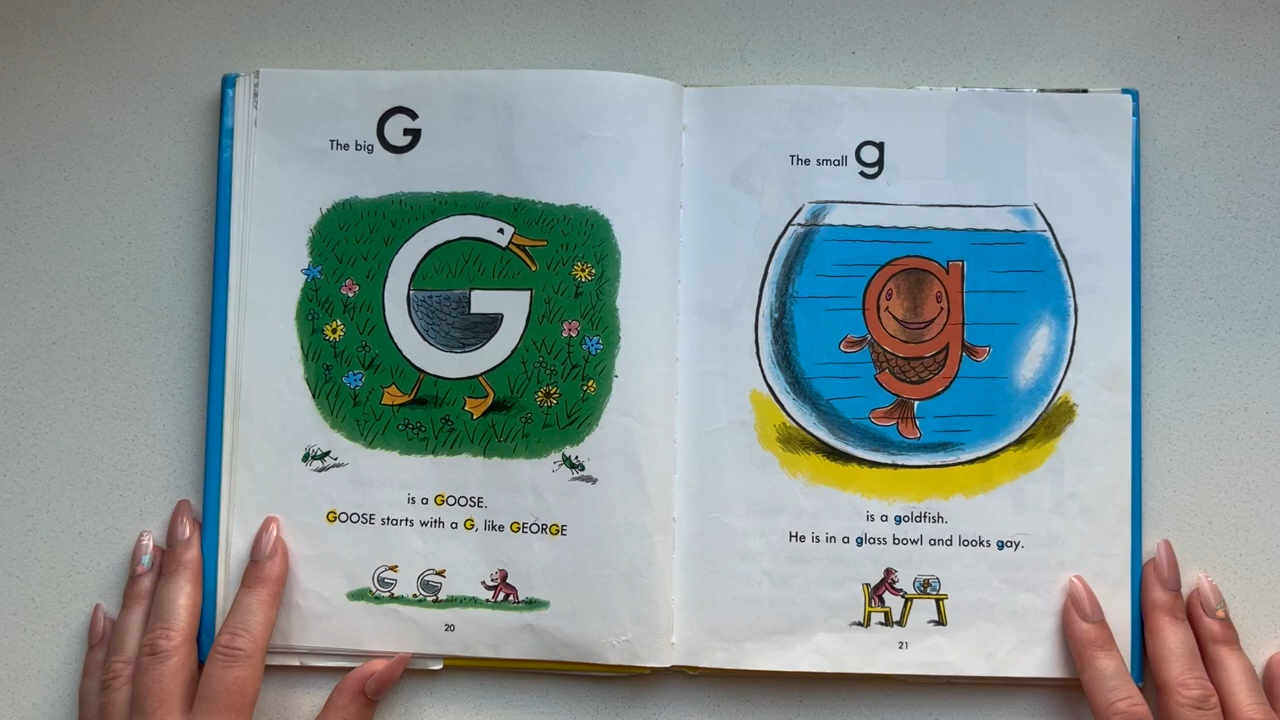 The big G
is a GOOSE.
GOOSE starts with a G, like GEORGE
20
The small g
is a goldfish.
He is in a glass bowl and looks gay.
21